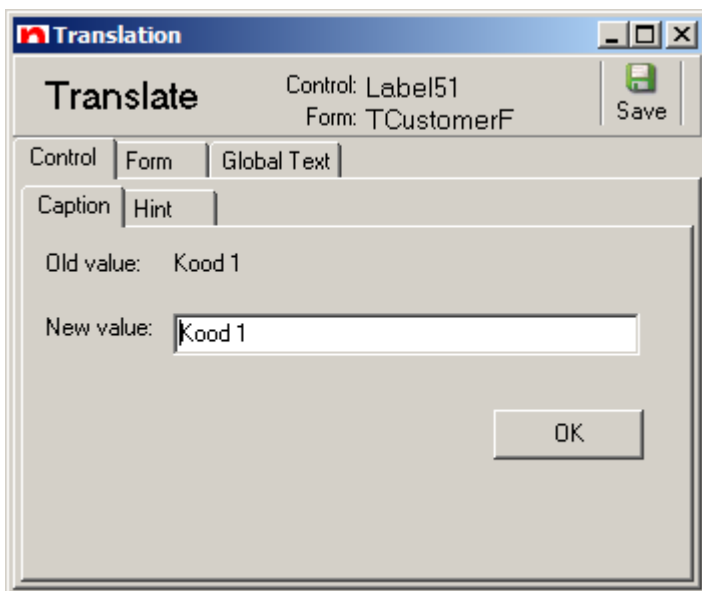 Translation
Translate
Control: Label51
Form: TCustomerF
Save
Control Form Global Text
Caption Hint
Old value: Kood 1
New value: Kood 1
OK